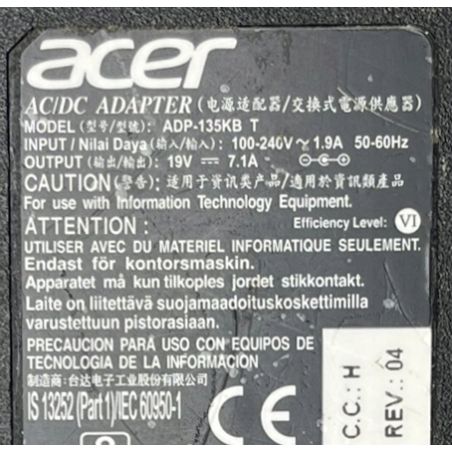 acer
AC/DC ADAPTER (电源适配器/交換式電源供應器)
MODEL (型号/型號): ADP-135KB T
INPUT / Nilai Daya (输入/輸入): 100-240V ~ 1.9A 50-60Hz
OUTPUT (输出/輸出): 19V ⎓ 7.1A
CAUTION (警告): 适用于资讯类产品/適用於資訊類產品
For use with Information Technology Equipment.
ATTENTION : Efficiency Level: VI
UTILISER AVEC DU MATERIEL INFORMATIQUE SEULEMENT.
Endast för kontorsmaskin.
Apparatet må kun tilkoples jordet stikkontakt.
Laite on liitettävä suojamaadoituskoskettimilla
varustettuun pistorasiaan.
PRECAUCION PARA USO CON EQUIPOS DE
TECNOLOGIA DE LA INFORMACION
制造商: 台达电子工业股份有限公司
IS 13252 (Part 1)/IEC 60950-1
CE
C.C.: H
REV.: 04